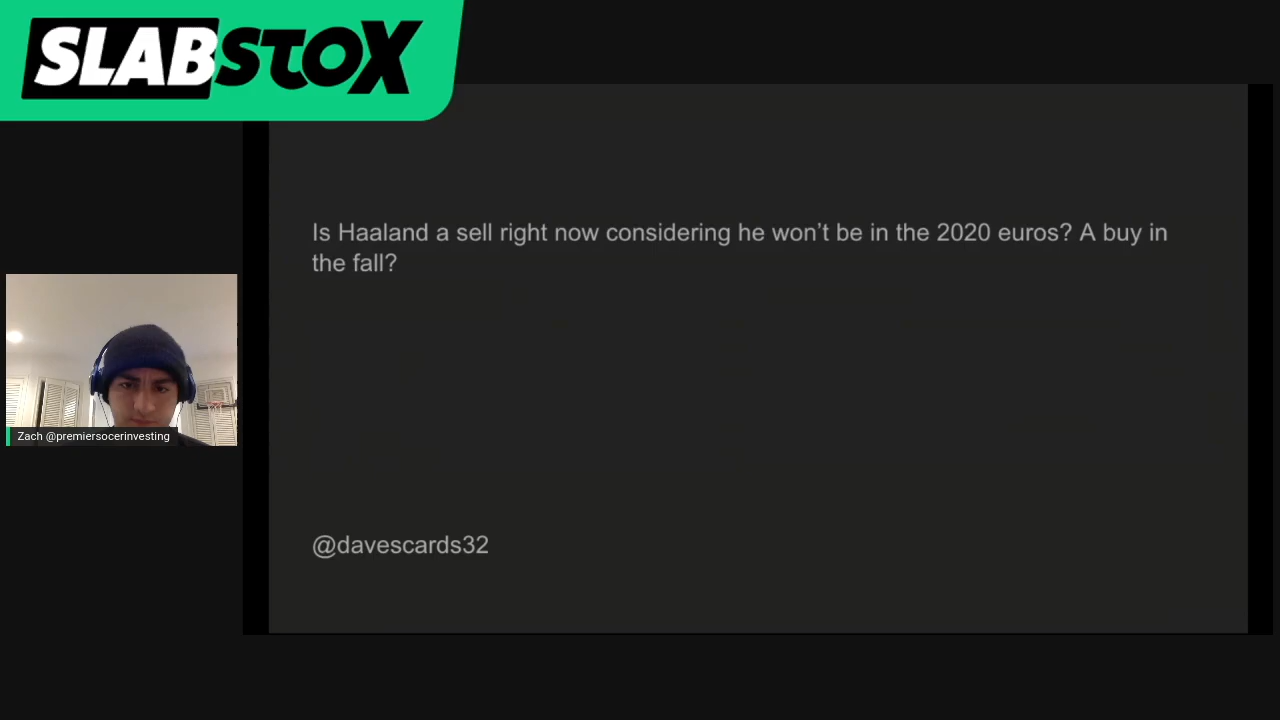 SLABSTOX
Is Haaland a sell right now considering he won't be in the 2020 euros? A buy in
the fall?
Zach @premiersocerinvesting
@davescards32